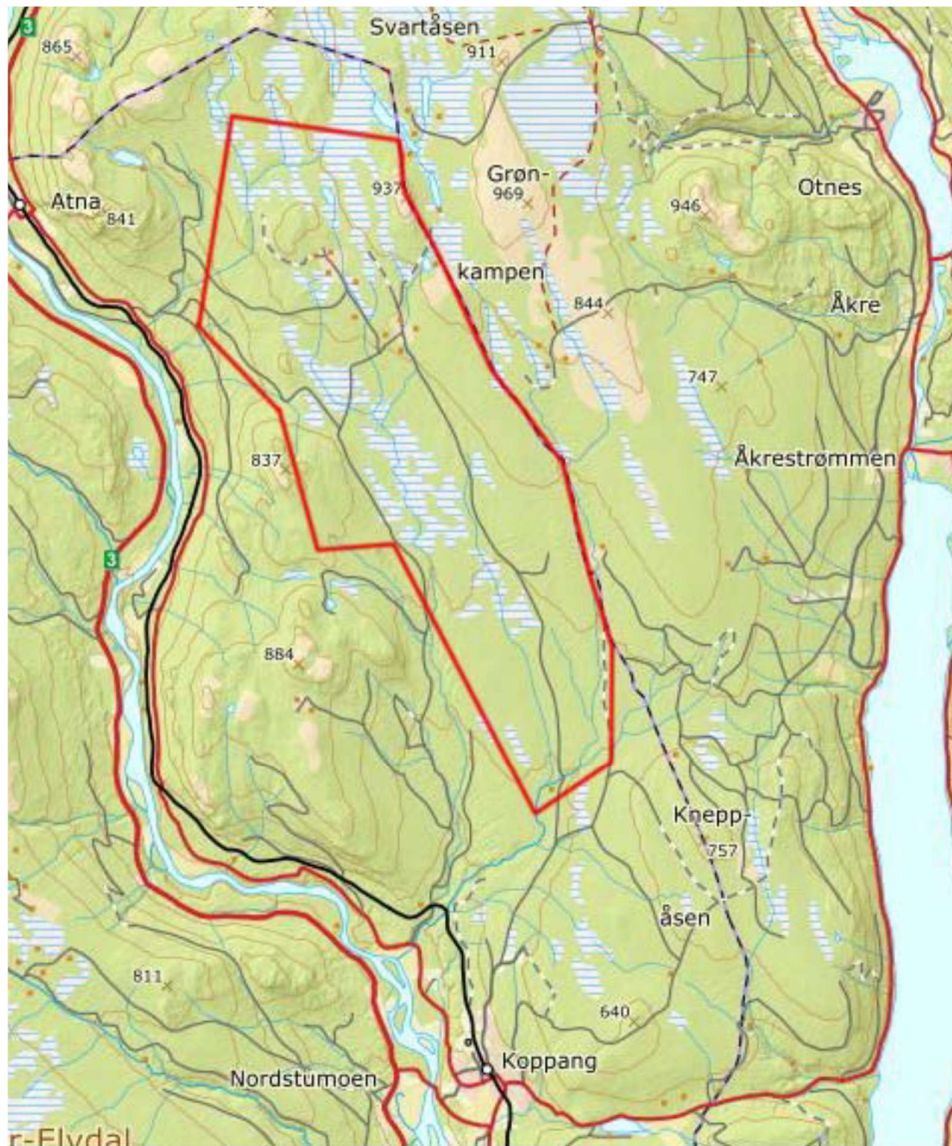 3
Svartåsen
865
911
Grøn-
937
969
Otnes
946
Atna
841
kampen
844
Åkre
747
837
Åkrestrømmen
3
884
Knepp-
757
åsen
811
640
Koppang
Nordstumoen
r-Elvdal